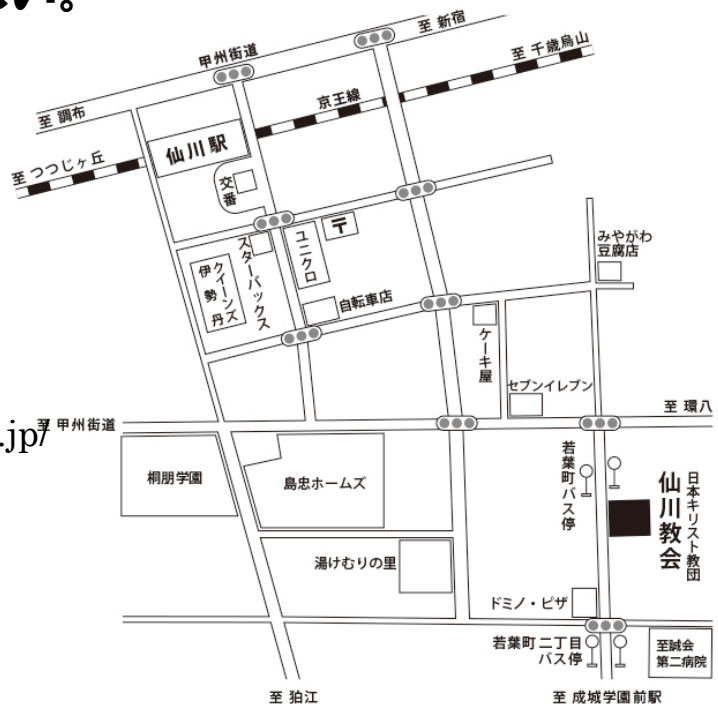 い。
至 新宿
甲州街道
至 千歳烏山
至 調布
京王線
仙川駅
至 つつじヶ丘
交番
〒
みやがわ
豆腐店
スターバックス
ユニクロ
クイーンズ
伊勢丹
自転車店
ケーキ屋
セブンイレブン
至 環八
.jp/
至 甲州街道
若葉町バス停
日本キリスト教団
仙川教会
桐朋学園
島忠ホームズ
湯けむりの里
ドミノ・ピザ
若葉町二丁目
バス停
至誠会
第二病院
至 狛江
至 成城学園前駅